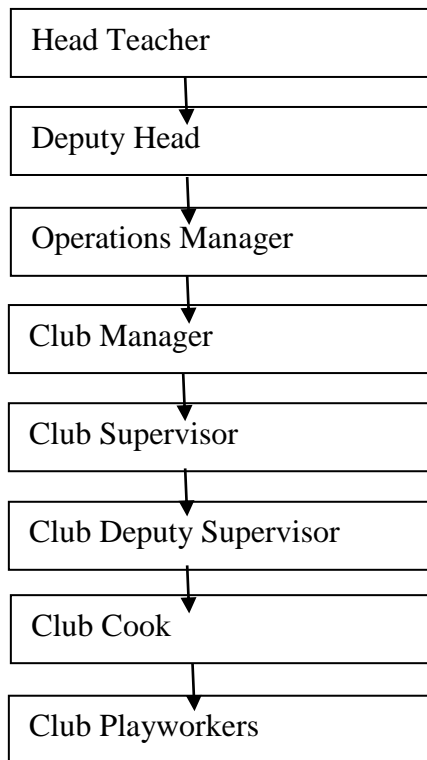 Head Teacher
Deputy Head
Operations Manager
Club Manager
Club Supervisor
Club Deputy Supervisor
Club Cook
Club Playworkers